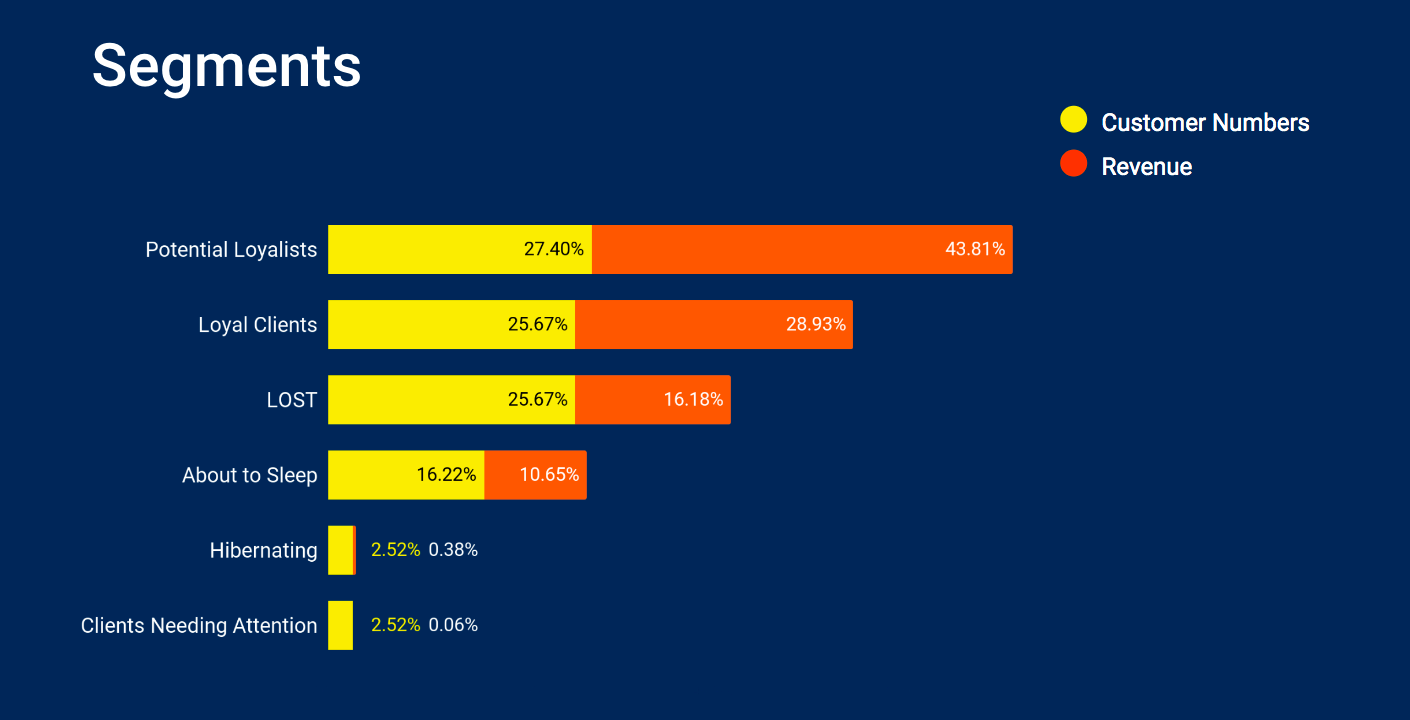 Segments
Customer Numbers
Revenue
Potential Loyalists 27.40% 43.81%
Loyal Clients 25.67% 28.93%
LOST 25.67% 16.18%
About to Sleep 16.22% 10.65%
Hibernating 2.52% 0.38%
Clients Needing Attention 2.52% 0.06%